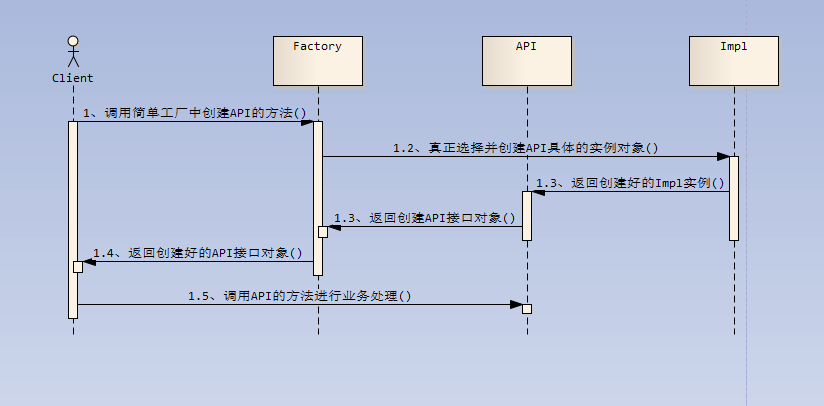 Client
Factory
API
Impl
1、调用简单工厂中创建API的方法()
1.2、真正选择并创建API具体的实例对象()
1.3、返回创建好的Impl实例()
1.3、返回创建API接口对象()
1.4、返回创建好的API接口对象()
1.5、调用API的方法进行业务处理()